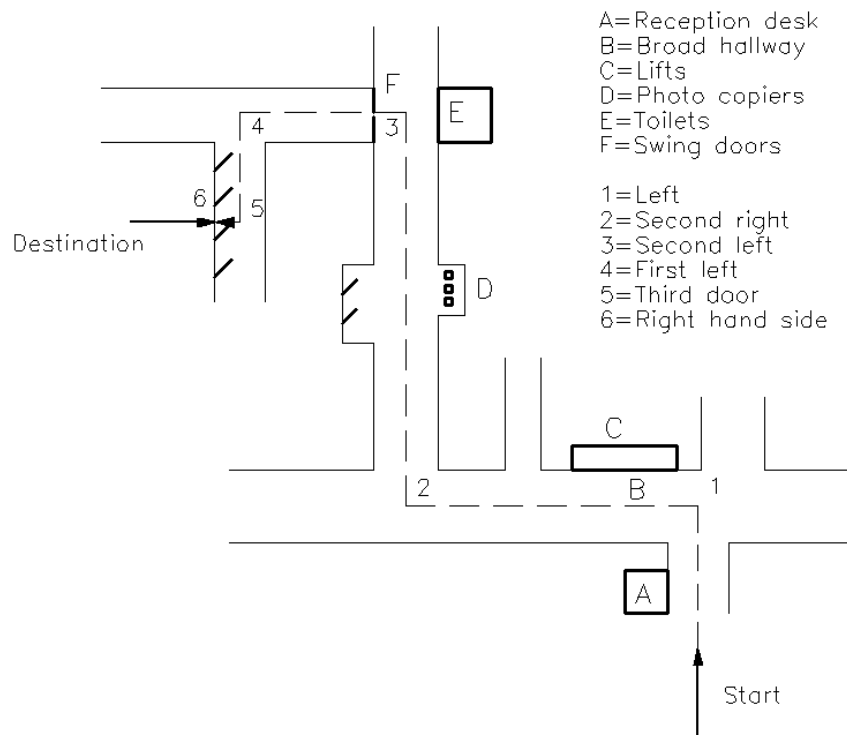 A=Reception desk
B=Broad hallway
C=Lifts
D=Photo copiers
E=Toilets
F=Swing doors
1=Left
2=Second right
3=Second left
4=First left
5=Third door
6=Right hand side
F
E
4
3
6
5
Destination
D
C
2
B
1
A
Start